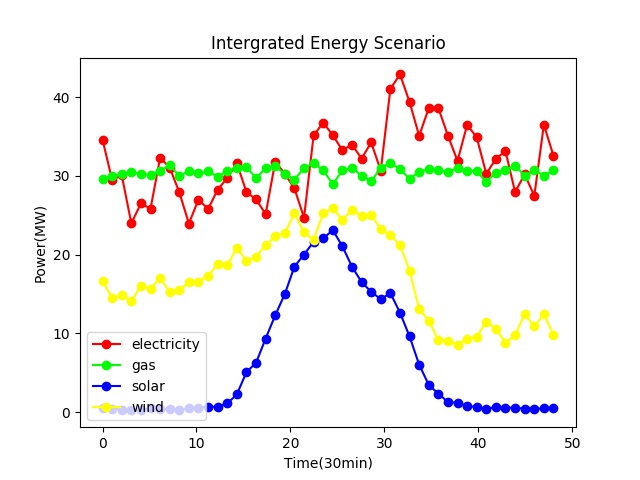 Intergrated Energy Scenario
Power(MW)
40
30
20
10
0
electricity
gas
solar
wind
0 10 20 30 40 50
Time(30min)